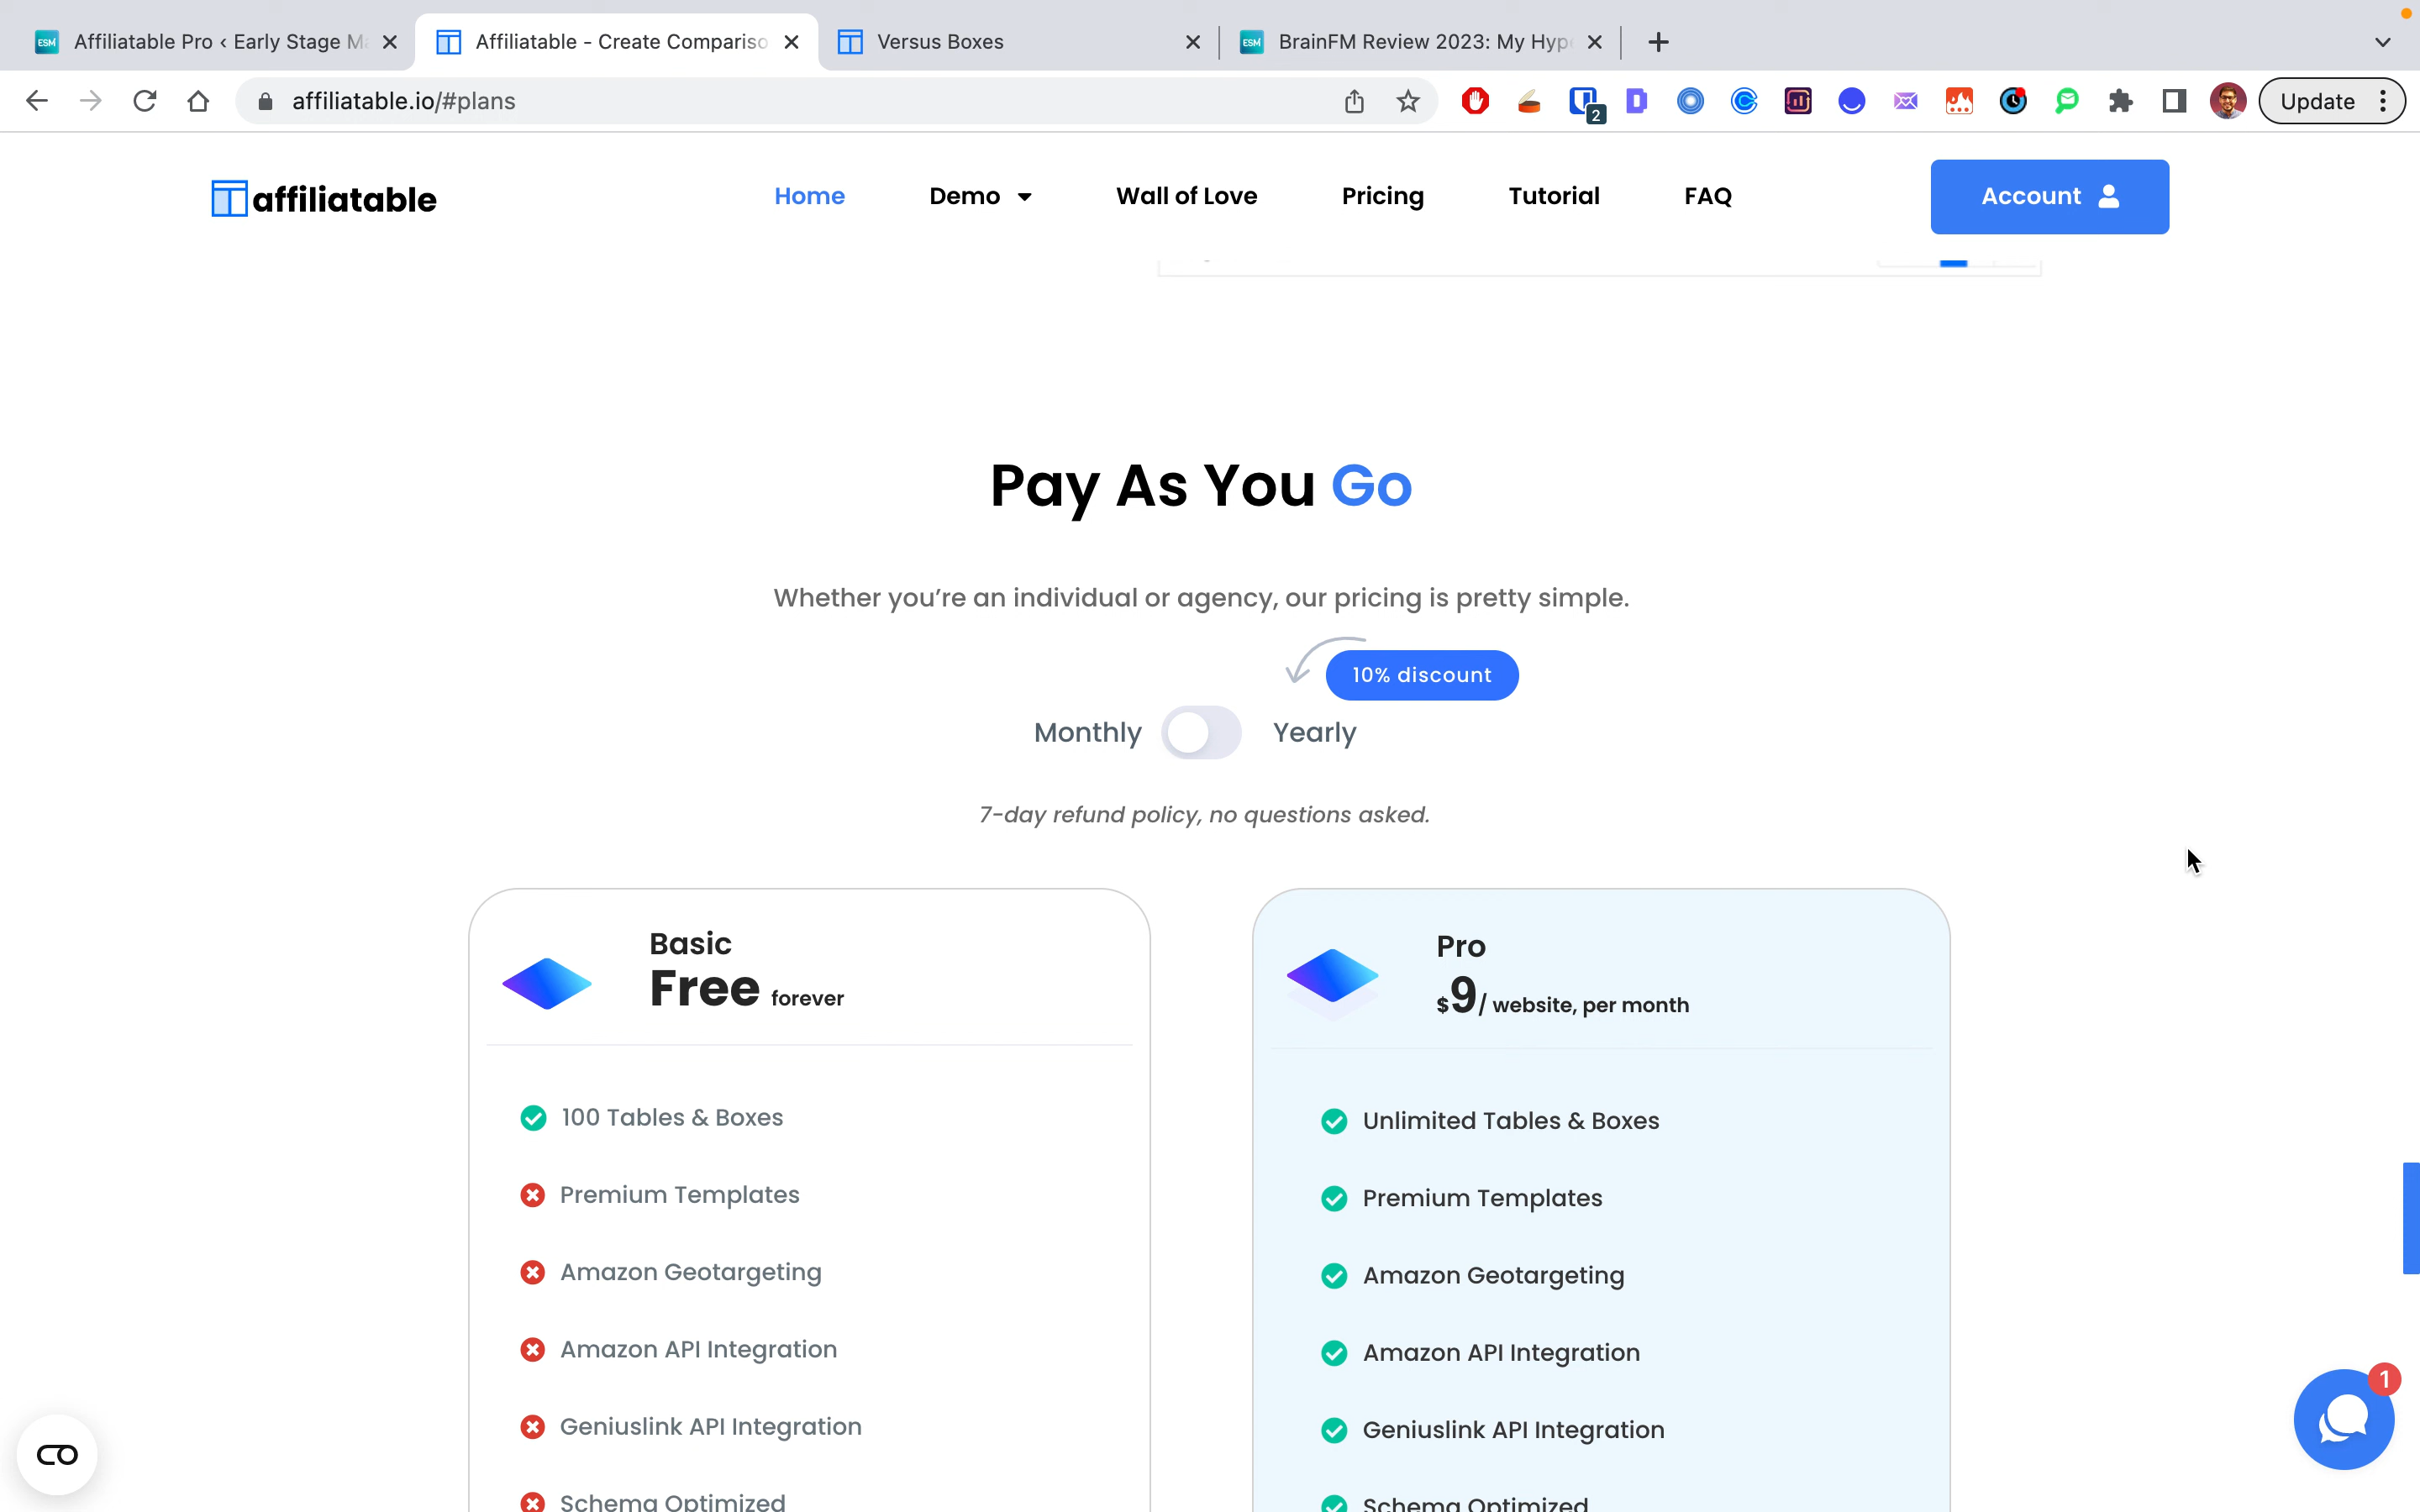 Affiliatable Pro ‹ Early Stage Ma
Affiliatable - Create Compariso
Versus Boxes
BrainFM Review 2023: My Hyp
affiliatable.io/#plans
2
Update
affiliatable
Home
Demo
Wall of Love
Pricing
Tutorial
FAQ
Account
Pay As You Go
Whether you’re an individual or agency, our pricing is pretty simple.
10% discount
Monthly
Yearly
7-day refund policy, no questions asked.
Basic
Free forever
100 Tables & Boxes
Premium Templates
Amazon Geotargeting
Amazon API Integration
Geniuslink API Integration
Schema Optimized
Pro
$9/ website, per month
Unlimited Tables & Boxes
Premium Templates
Amazon Geotargeting
Amazon API Integration
Geniuslink API Integration
Schema Optimized
1